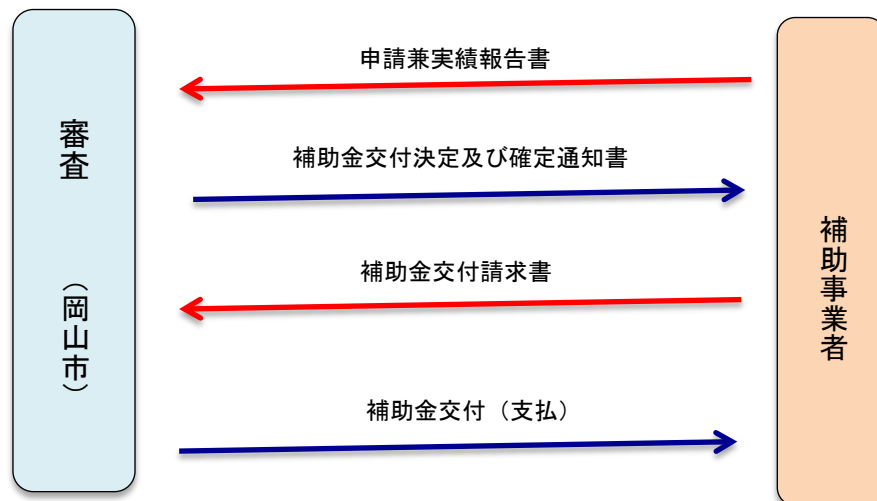 審査（岡山市）
申請兼実績報告書
補助金交付決定及び確定通知書
補助金交付請求書
補助金交付（支払）
補助事業者